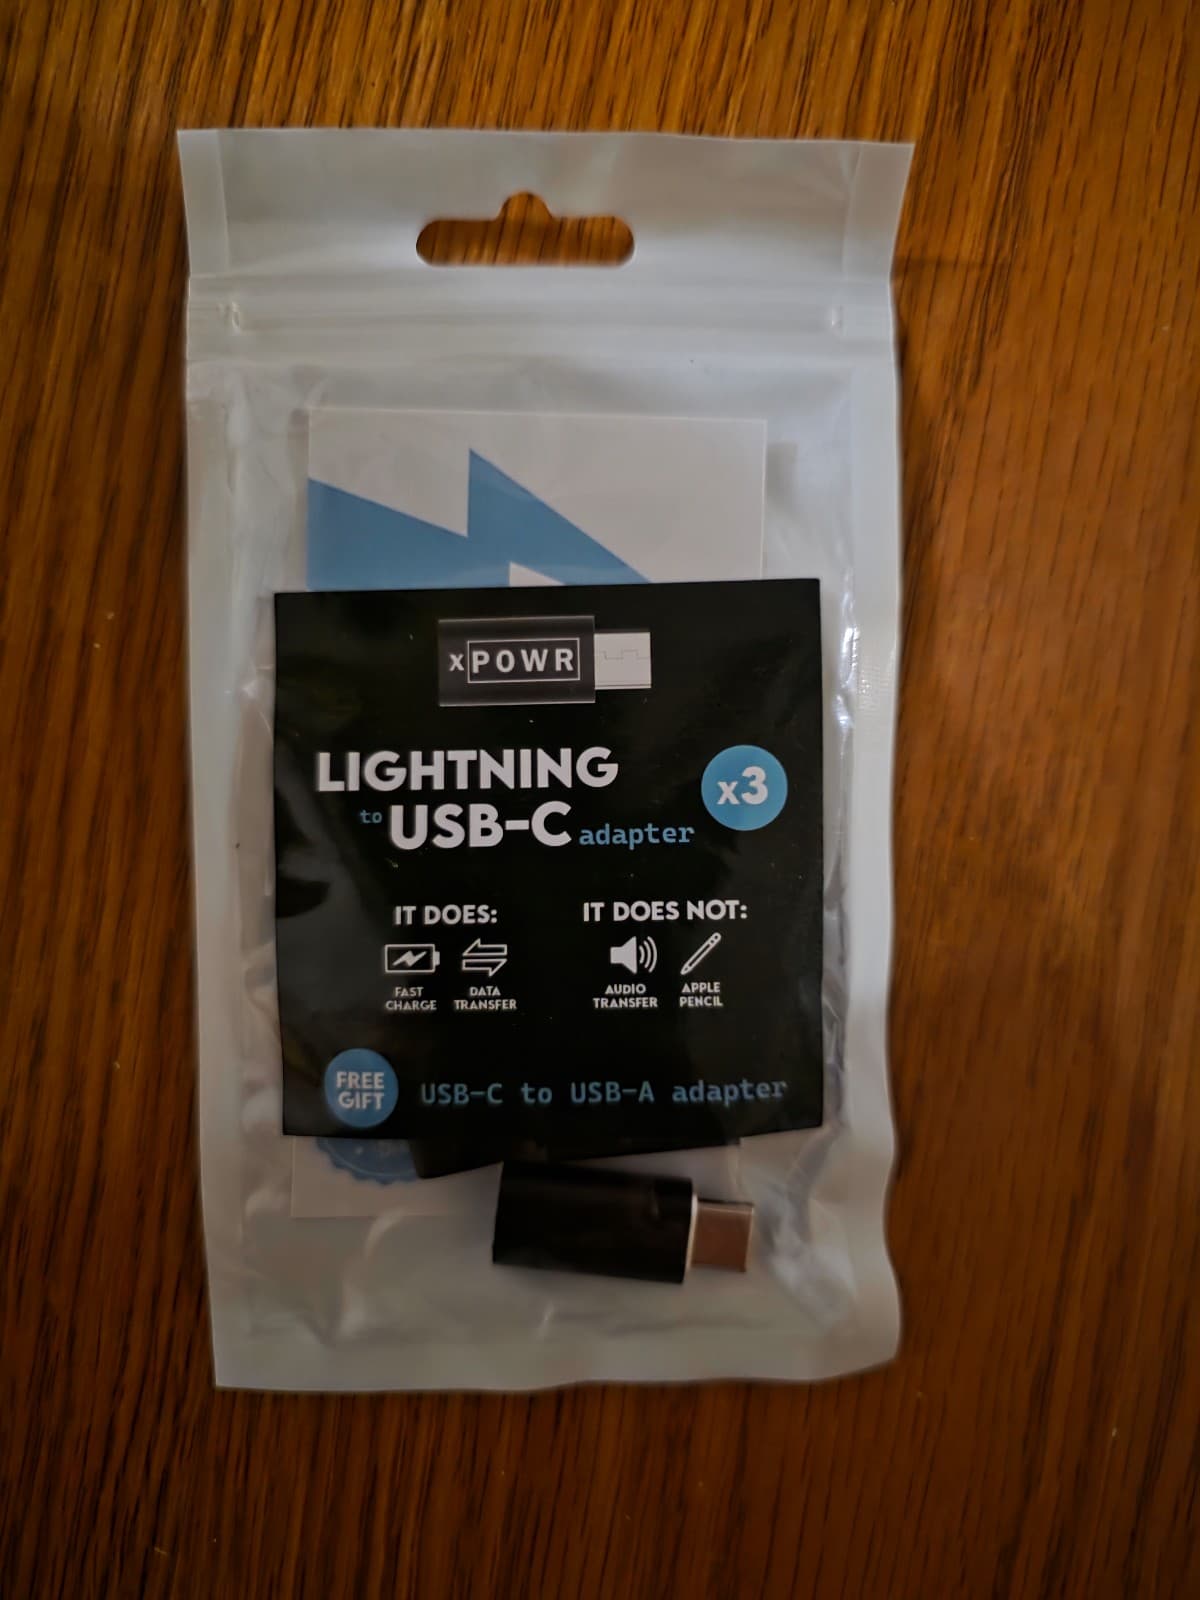 xPOWR
LIGHTNING
to USB-C adapter
x3
IT DOES:
FAST CHARGE
DATA TRANSFER
IT DOES NOT:
AUDIO TRANSFER
APPLE PENCIL
FREE GIFT
USB-C to USB-A adapter